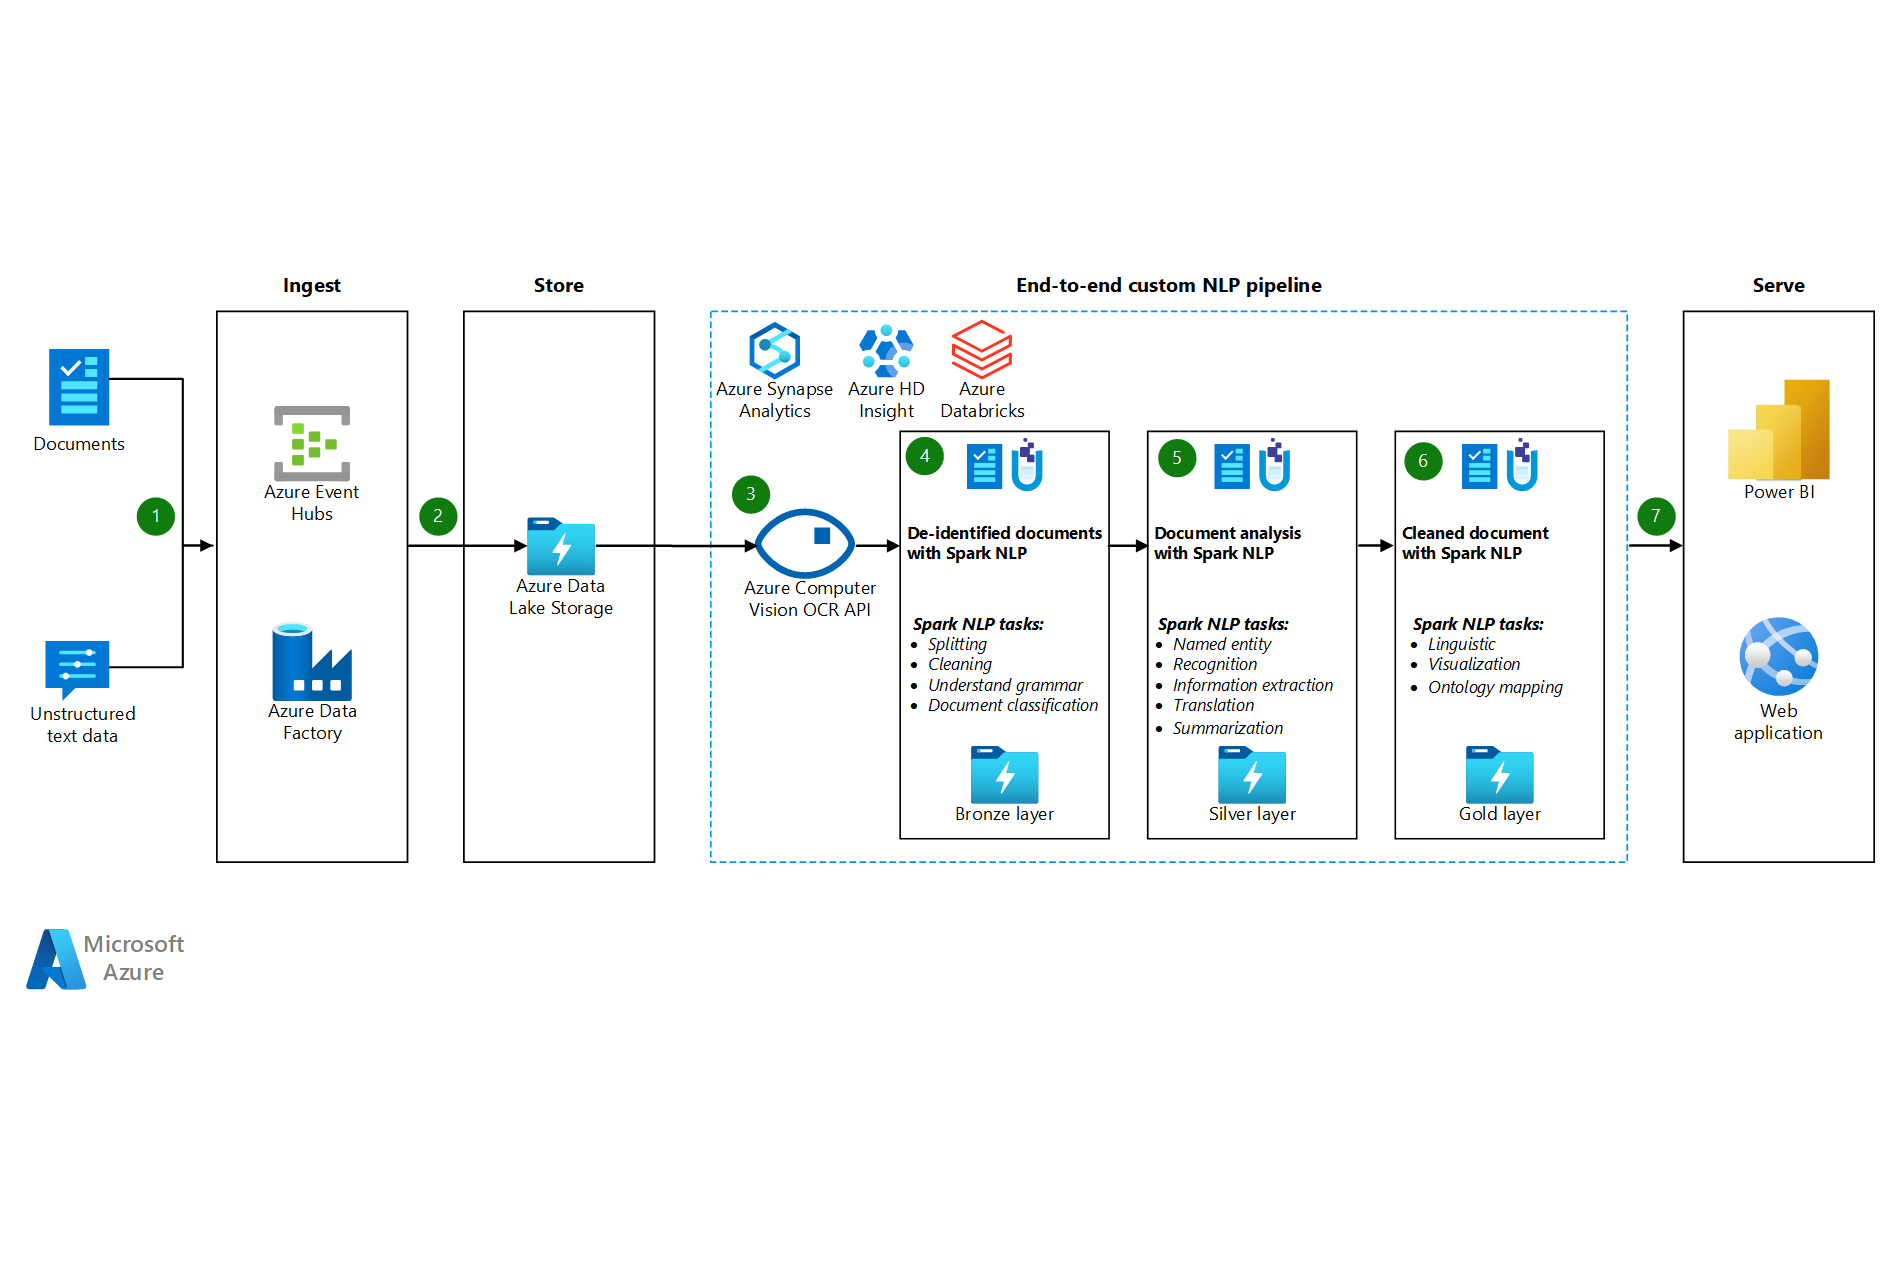 Ingest
Store
End-to-end custom NLP pipeline
Serve
Documents
Unstructured
text data
1
Azure Event
Hubs
Azure Data
Factory
2
Azure Data
Lake Storage
Azure Synapse
Analytics
Azure HD
Insight
Azure
Databricks
3
Azure Computer
Vision OCR API
4
De-identified documents
with Spark NLP
Spark NLP tasks:
• Splitting
• Cleaning
• Understand grammar
• Document classification
Bronze layer
5
Document analysis
with Spark NLP
Spark NLP tasks:
• Named entity
• Recognition
• Information extraction
• Translation
• Summarization
Silver layer
6
Cleaned document
with Spark NLP
Spark NLP tasks:
• Linguistic
• Visualization
• Ontology mapping
Gold layer
7
Power BI
Web
application
Microsoft
Azure